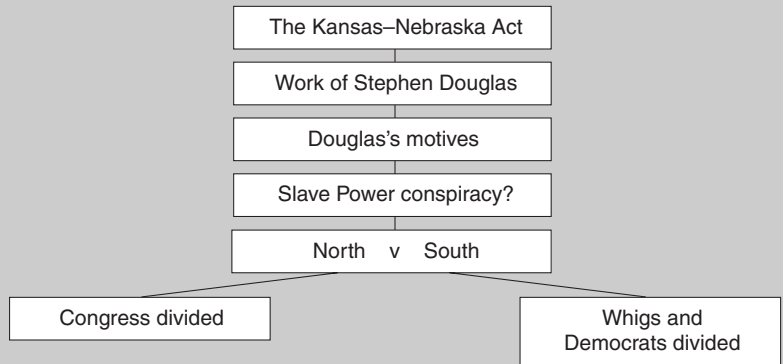 The Kansas–Nebraska Act
Work of Stephen Douglas
Douglas's motives
Slave Power conspiracy?
North v South
Congress divided
Whigs and
Democrats divided